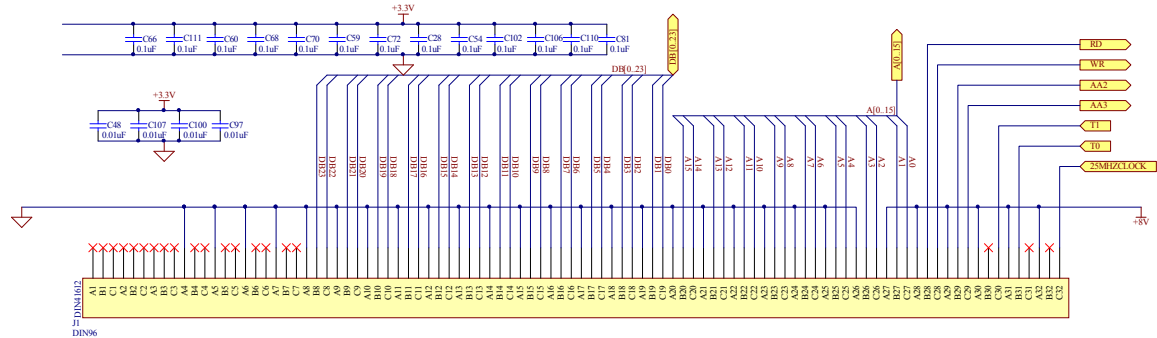 +3.3V
C66 C111 C60 C68 C70 C59 C72 C28 C54 C102 C106 C110 C81
0.1uF 0.1uF 0.1uF 0.1uF 0.1uF 0.1uF 0.1uF 0.1uF 0.1uF 0.1uF 0.1uF 0.1uF 0.1uF
DB[0..23]
A[0..15]
RD
WR
AA2
AA3
T1
T0
25MHZCLOCK
DB[0..23]
A[0..15]
+3.3V
C48 C107 C100 C97
0.01uF 0.01uF 0.01uF 0.01uF
DB23 DB22 DB21 DB20 DB19 DB18 DB17 DB16 DB15 DB14 DB13 DB12 DB11 DB10 DB9 DB8 DB7 DB6 DB5 DB4 DB3 DB2 DB1 DB0 A15 A14 A13 A12 A11 A10 A9 A8 A7 A6 A5 A4 A3 A2 A1 A0
+8V
A1 B1 C1 A2 B2 C2 A3 B3 C3 A4 B4 C4 A5 B5 C5 A6 B6 C6 A7 B7 C7 A8 B8 C8 A9 B9 C9 A10 B10 C10 A11 B11 C11 A12 B12 C12 A13 B13 C13 A14 B14 C14 A15 B15 C15 A16 B16 C16 A17 B17 C17 A18 B18 C18 A19 B19 C19 A20 B20 C20 A21 B21 C21 A22 B22 C22 A23 B23 C23 A24 B24 C24 A25 B25 C25 A26 B26 C26 A27 B27 C27 A28 B28 C28 A29 B29 C29 A30 B30 C30 A31 B31 C31 A32 B32 C32
DIN41612
J1
DIN96